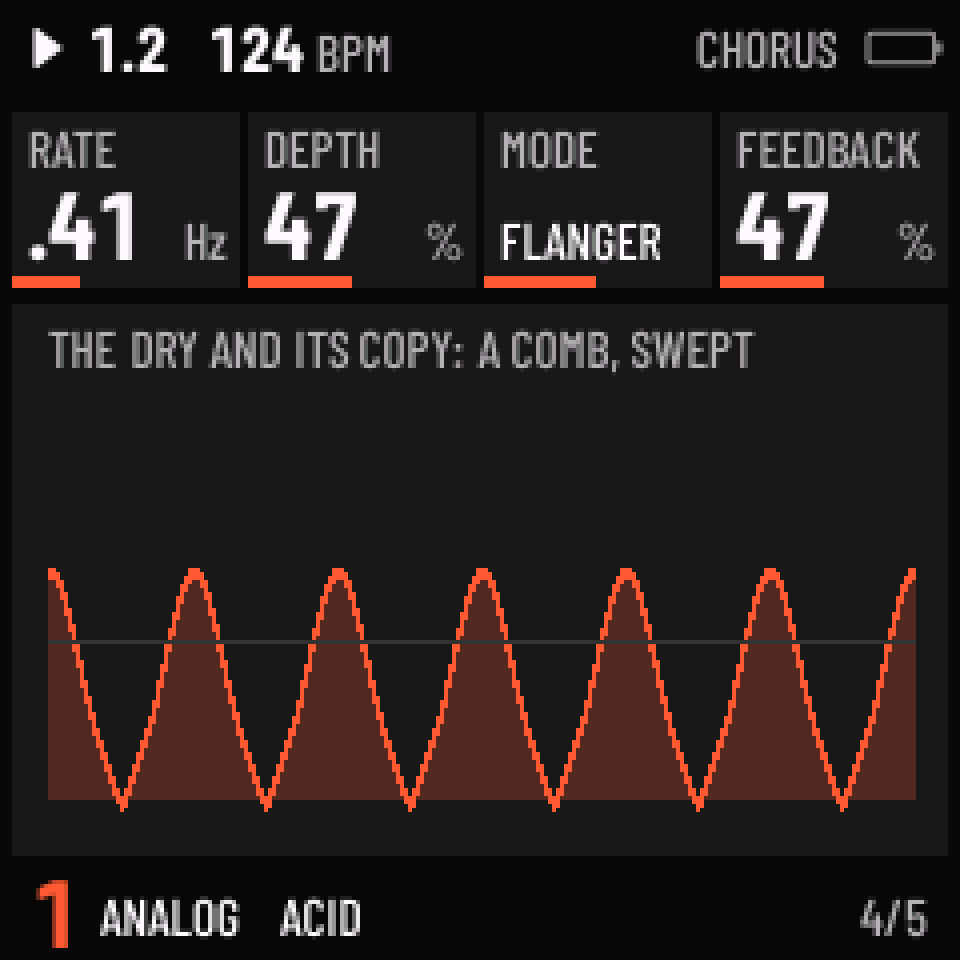 1.2 124 BPM CHORUS
RATE DEPTH MODE FEEDBACK
.41 Hz 47 % FLANGER 47 %
THE DRY AND ITS COPY: A COMB, SWEPT
1 ANALOG ACID 4/5